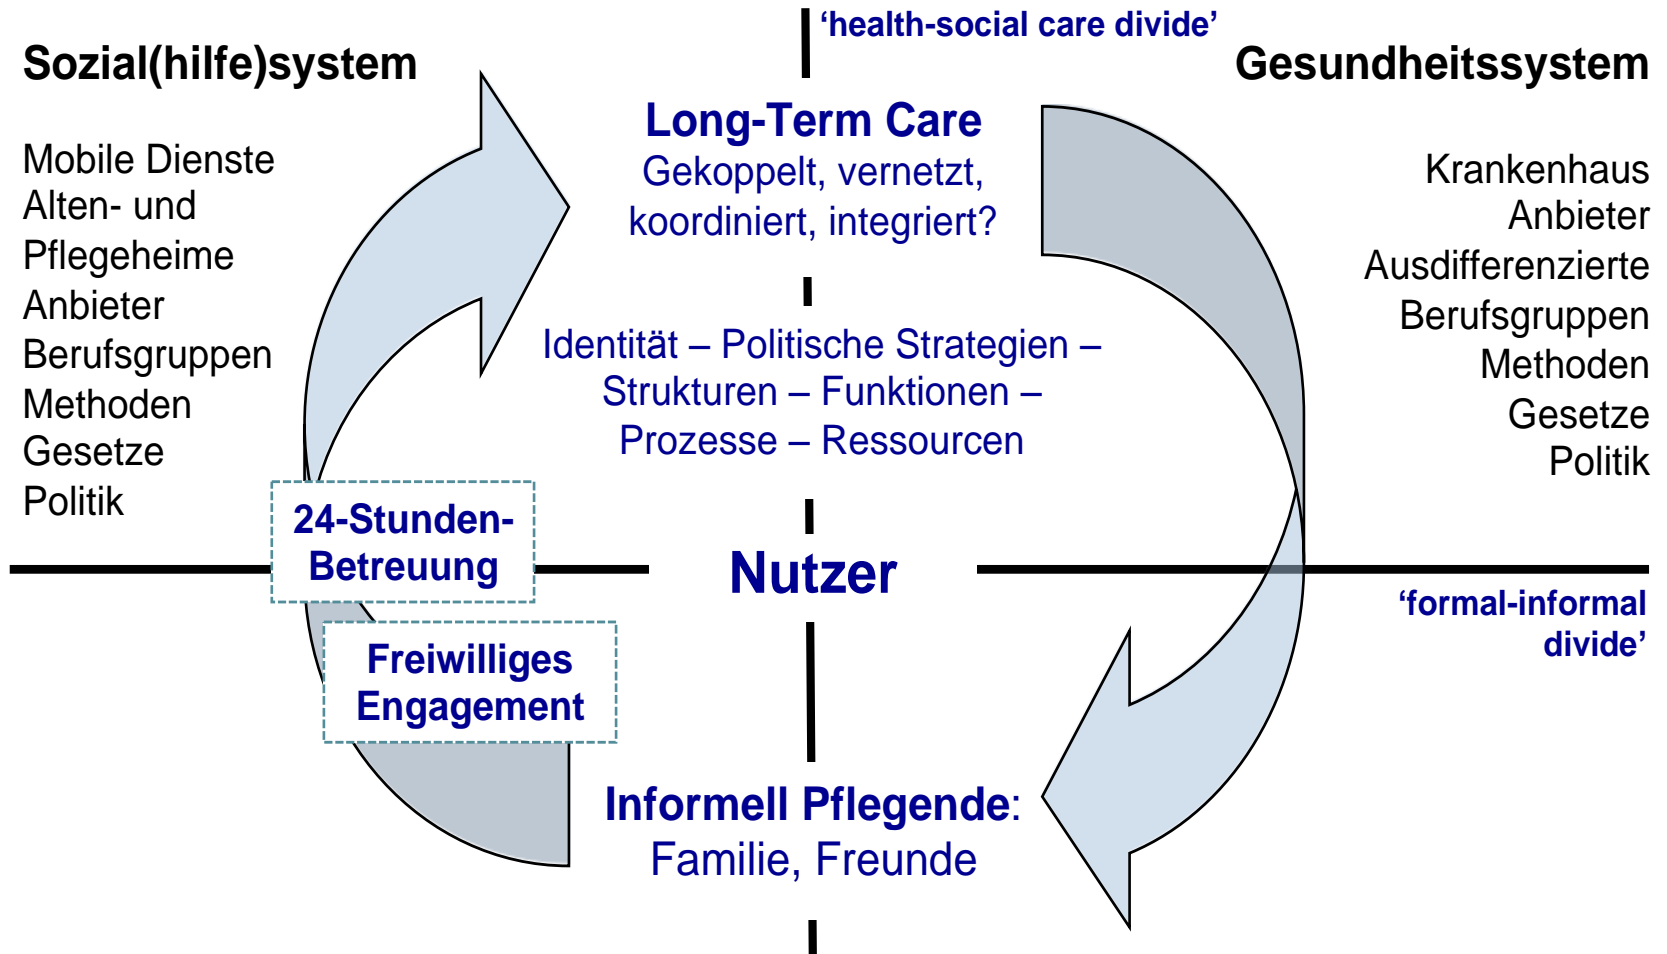 ‘health-social care divide’
Sozial(hilfe)system
Gesundheitssystem
Long-Term Care
Gekoppelt, vernetzt,
koordiniert, integriert?
Mobile Dienste
Alten- und
Pflegeheime
Anbieter
Berufsgruppen
Methoden
Gesetze
Politik
Krankenhaus
Anbieter
Ausdifferenzierte
Berufsgruppen
Methoden
Gesetze
Politik
Identität – Politische Strategien –
Strukturen – Funktionen –
Prozesse – Ressourcen
24-Stunden-
Betreuung
Nutzer
‘formal-informal
divide’
Freiwilliges
Engagement
Informell Pflegende:
Familie, Freunde